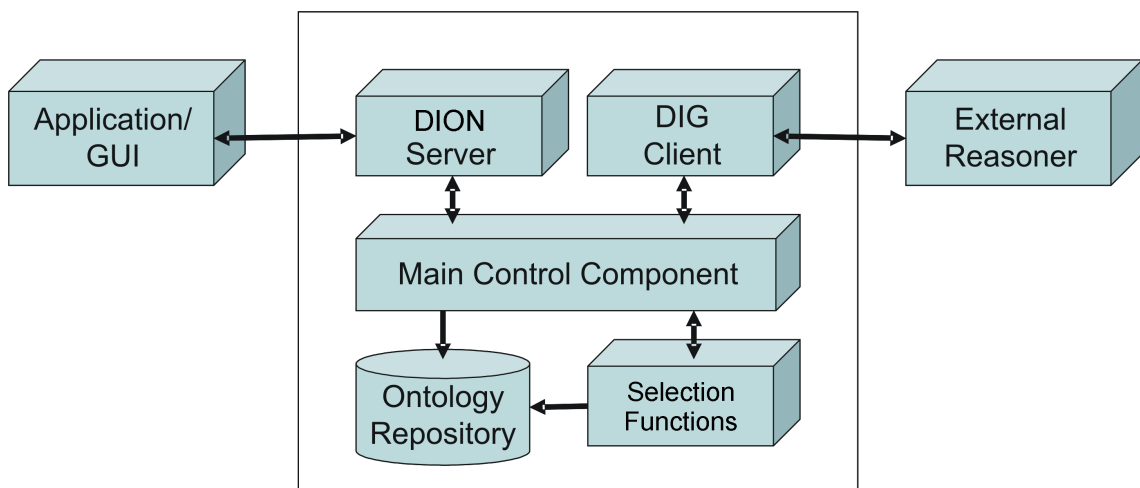 Application/
GUI
DION
Server
DIG
Client
External
Reasoner
Main Control Component
Ontology
Repository
Selection
Functions